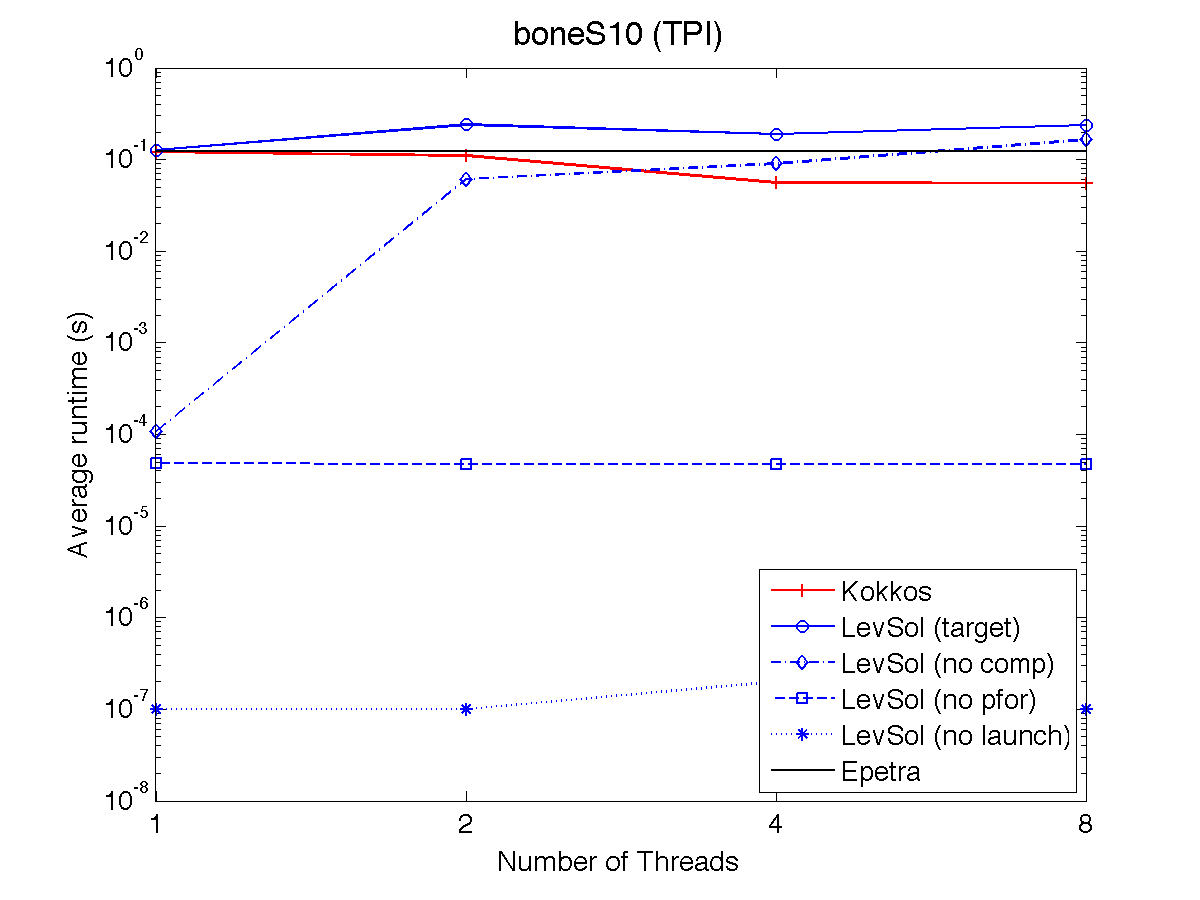 boneS10 (TPI)
10^0
10^-1
10^-2
10^-3
10^-4
10^-5
10^-6
10^-7
10^-8
Average runtime (s)
Kokkos
LevSol (target)
LevSol (no comp)
LevSol (no pfor)
LevSol (no launch)
Epetra
1 2 4 8
Number of Threads